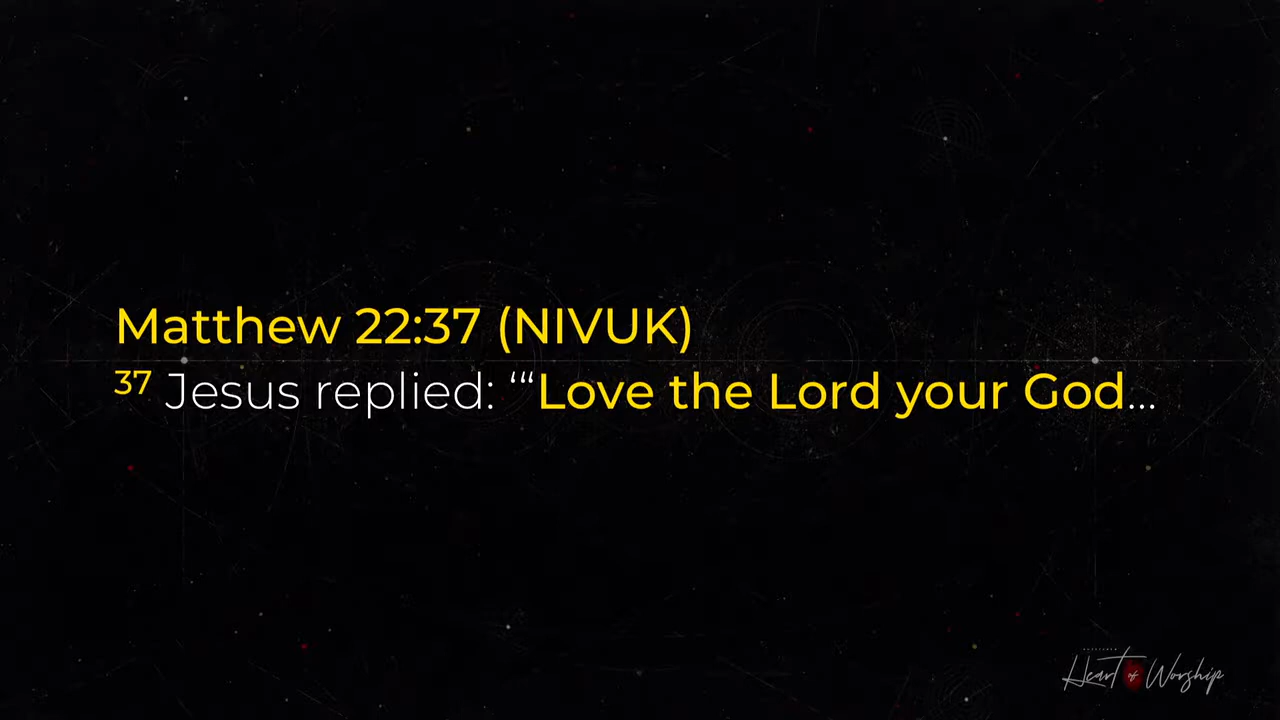 Matthew 22:37 (NIVUK)
37 Jesus replied: ‘“Love the Lord your God...
Heart of Worship